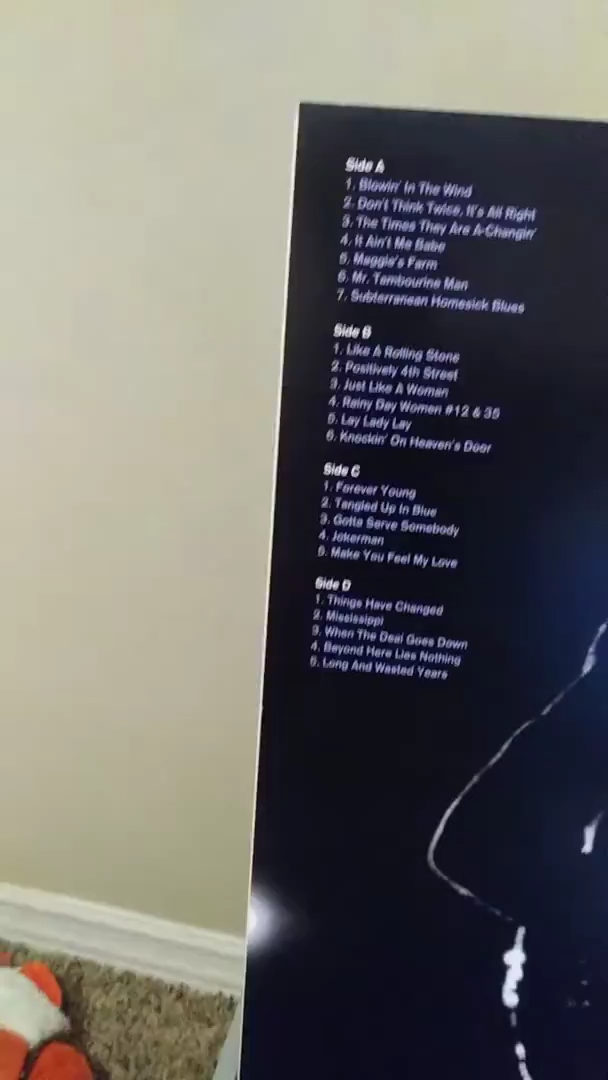 Side A
1. Blowin' In The Wind
2. Don't Think Twice, It's All Right
3. The Times They Are A-Changin'
4. It Ain't Me Babe
5. Maggie's Farm
6. Mr. Tambourine Man
7. Subterranean Homesick Blues
Side B
1. Like A Rolling Stone
2. Positively 4th Street
3. Just Like A Woman
4. Rainy Day Women #12 & 35
5. Lay Lady Lay
6. Knockin' On Heaven's Door
Side C
1. Forever Young
2. Tangled Up In Blue
3. Gotta Serve Somebody
4. Jokerman
5. Make You Feel My Love
Side D
1. Things Have Changed
2. Mississippi
3. When The Deal Goes Down
4. Beyond Here Lies Nothing
5. Long And Wasted Years